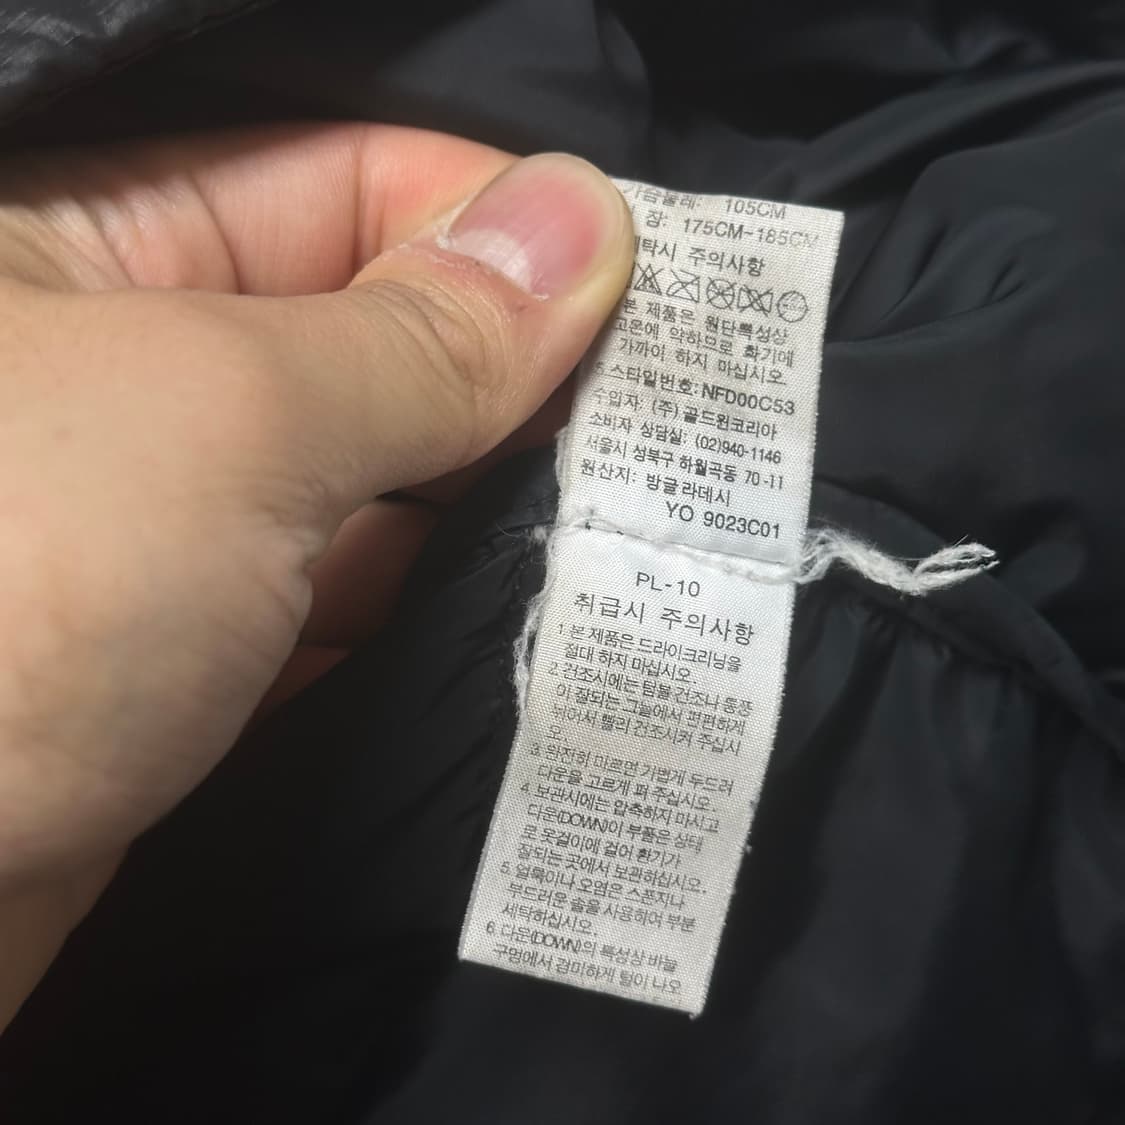 가슴둘레: 105CM
장: 175CM-185CM
세탁시 주의사항
본 제품은 원단특성상
고온에 약하므로 화기에
가까이 하지 마십시오.
스타일번호: NFD00C53
수입자: (주) 골드윈코리아
소비자 상담실: (02)940-1146
서울시 성북구 하월곡동 70-11
원산지: 방글라데시
YO 9023C01
PL-10
취급시 주의사항
1. 본 제품은 드라이크리닝을
절대 하지 마십시오.
2. 건조시에는 텀블 건조나 통풍
이 잘되는 그늘에서 편편하게
뉘어서 빨리 건조시켜 주십시
오.
3. 완전히 마르면 가볍게 두드려
다운을 고르게 펴 주십시오.
4. 보관시에는 압축하지 마시고
다운(DOWN)이 부풀은 상태
로 옷걸이에 걸어 환기가
잘되는 곳에서 보관하십시오.
5. 얼룩이나 오염은 스폰지나
부드러운 솔을 사용하여 부분
세탁하십시오.
6. 다운(DOWN)의 특성상 바늘
구멍에서 경미하게 털이 나오